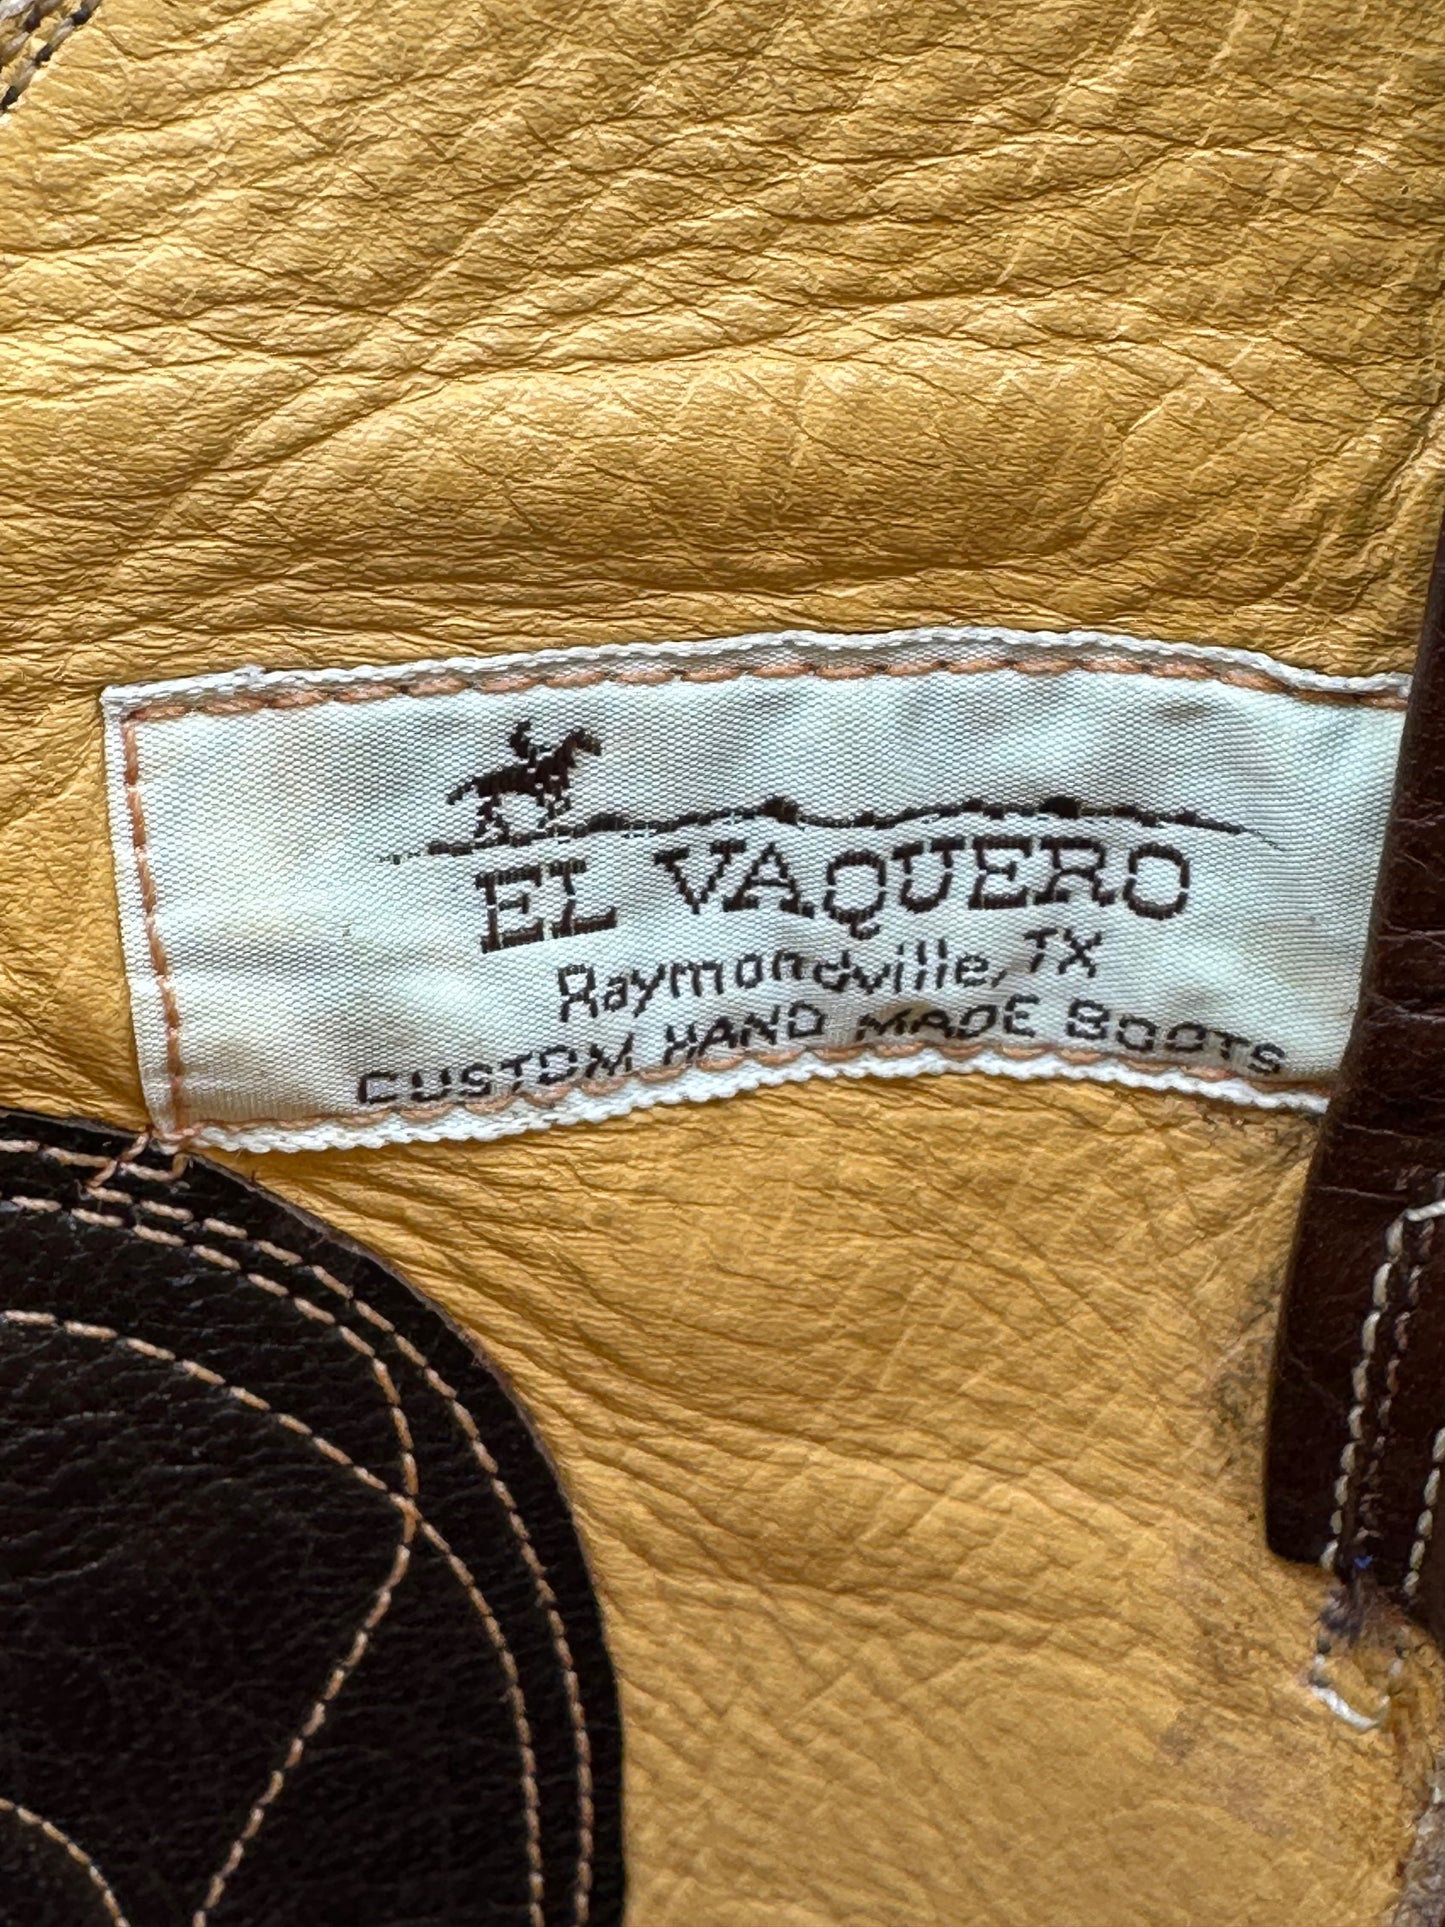 EL VAQUERO
Raymondville, TX
CUSTOM HAND MADE BOOTS